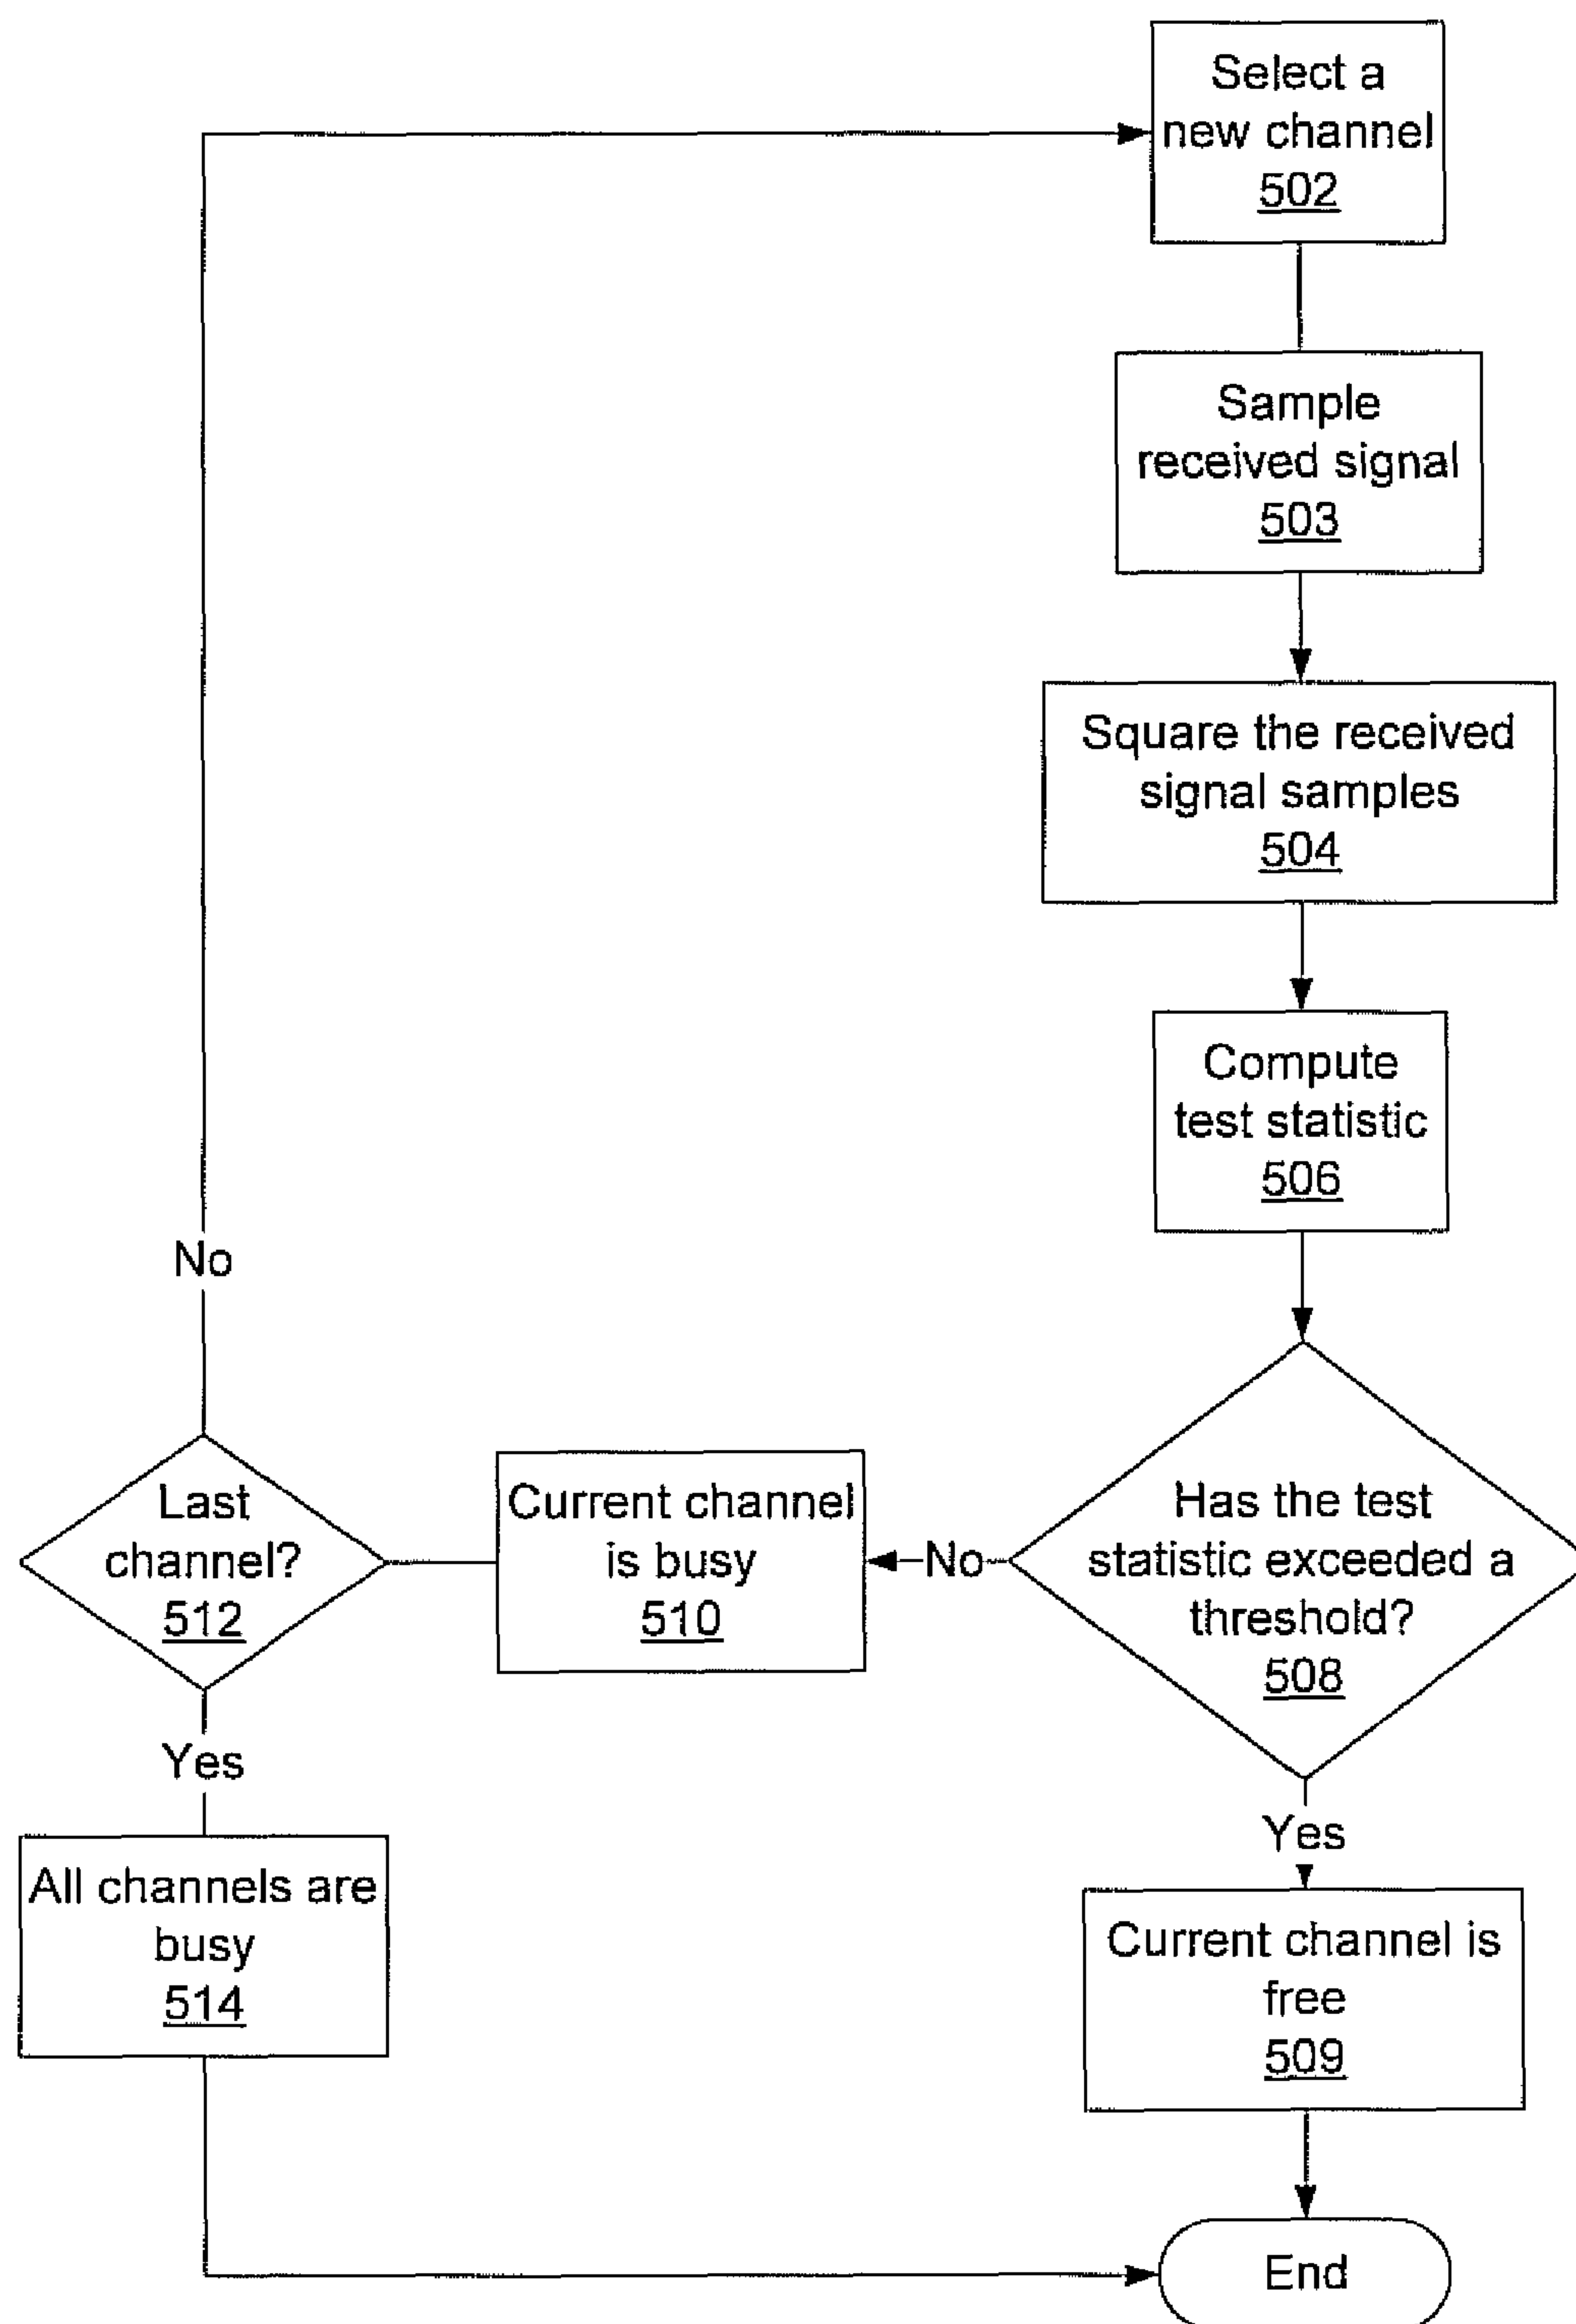 Select a
new channel
502
Sample
received signal
503
Square the received
signal samples
504
Compute
test statistic
506
No
Last
channel?
512
Current channel
is busy
510
No
Has the test
statistic exceeded a
threshold?
508
Yes
Yes
All channels are
busy
514
Current channel is
free
509
End